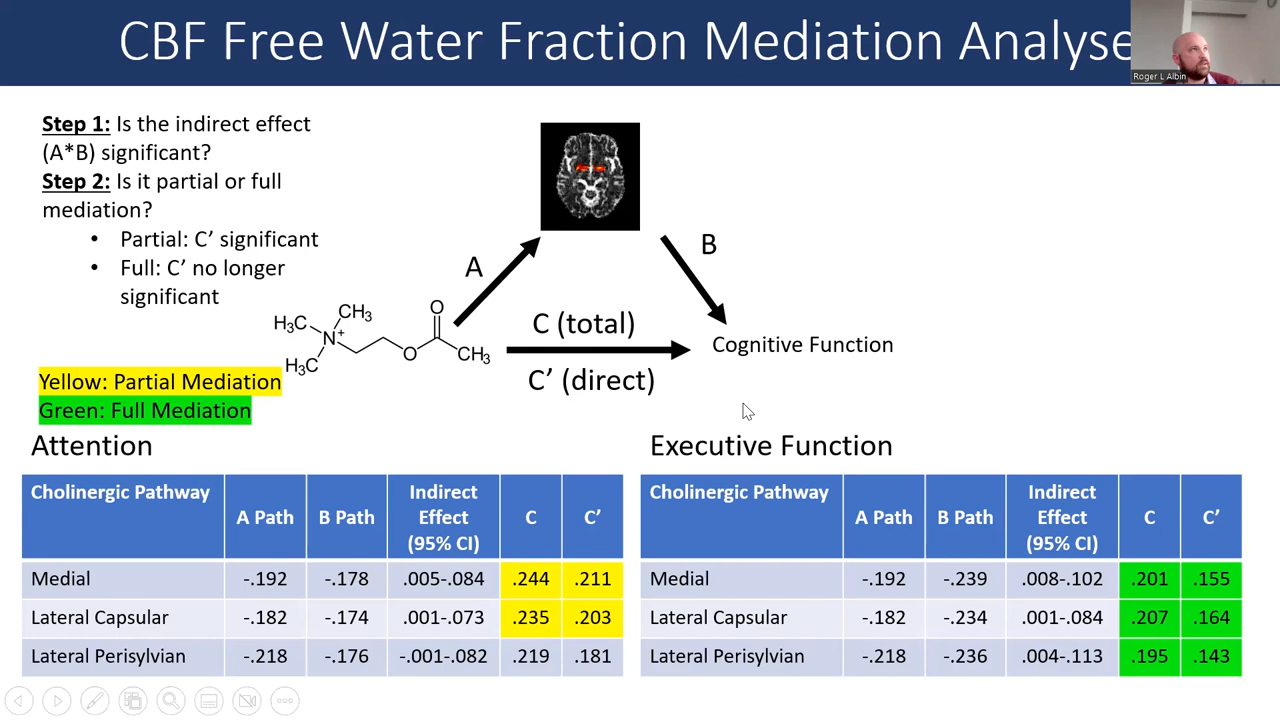 CBF Free Water Fraction Mediation Analyse
Roger L Albin
Step 1: Is the indirect effect
(A*B) significant?
Step 2: Is it partial or full
mediation?
• Partial: C’ significant
• Full: C’ no longer
significant
A
B
H₃C
CH₃
N⁺
H₃C
O
O
CH₃
C (total)
C’ (direct)
Cognitive Function
Yellow: Partial Mediation
Green: Full Mediation
Attention
Cholinergic Pathway A Path B Path Indirect Effect (95% CI) C C’
Medial -.192 -.178 .005-.084 .244 .211
Lateral Capsular -.182 -.174 .001-.073 .235 .203
Lateral Perisylvian -.218 -.176 -.001-.082 .219 .181
Executive Function
Cholinergic Pathway A Path B Path Indirect Effect (95% CI) C C’
Medial -.192 -.239 .008-.102 .201 .155
Lateral Capsular -.182 -.234 .001-.084 .207 .164
Lateral Perisylvian -.218 -.236 .004-.113 .195 .143